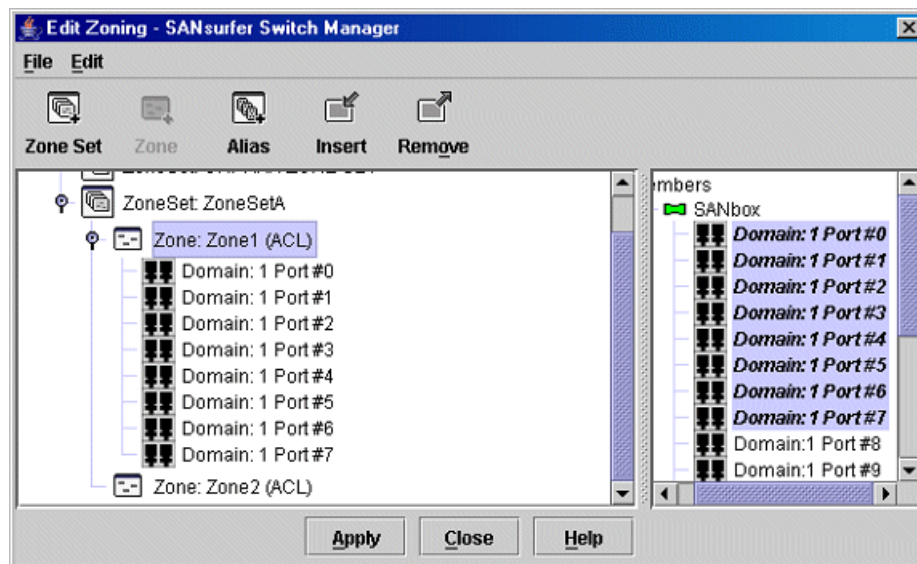 Edit Zoning - SANsurfer Switch Manager
File Edit
Zone Set Zone Alias Insert Remove
ZoneSet: ZoneSetA
Zone: Zone1 (ACL)
Domain: 1 Port#0
Domain: 1 Port#1
Domain: 1 Port#2
Domain: 1 Port#3
Domain: 1 Port#4
Domain: 1 Port#5
Domain: 1 Port#6
Domain: 1 Port#7
Zone: Zone2 (ACL)
mbers
SANbox
Domain: 1 Port#0
Domain: 1 Port#1
Domain: 1 Port#2
Domain: 1 Port#3
Domain: 1 Port#4
Domain: 1 Port#5
Domain: 1 Port#6
Domain: 1 Port#7
Domain:1 Port#8
Domain:1 Port#9
Apply Close Help